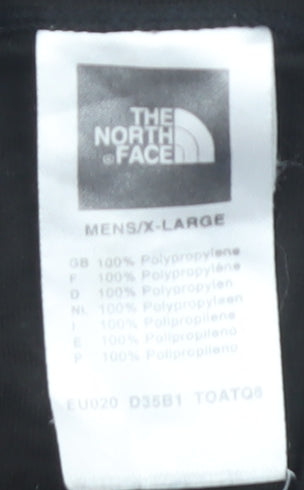 THE
NORTH
®FACE
MENS/X-LARGE
GB 100% Polypropylene
F 100% Polypropylène
D 100% Polypropylen
NL 100% Polypropyleen
I 100% Polipropilene
E 100% Polipropileno
P 100% Polipropileno
EU020 D35B1 TOATQ6